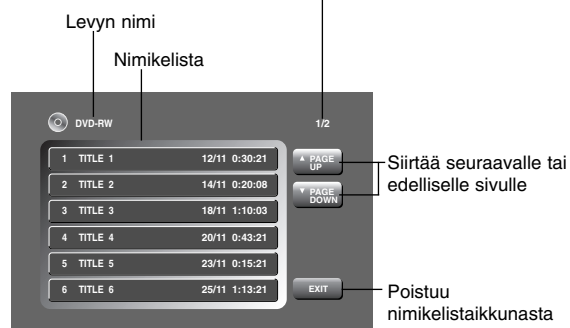 Levyn nimi
Nimikelista
DVD-RW 1/2
1 TITLE 1 12/11 0:30:21
2 TITLE 2 14/11 0:20:08
3 TITLE 3 18/11 1:10:03
4 TITLE 4 20/11 0:43:21
5 TITLE 5 23/11 0:15:21
6 TITLE 6 25/11 1:13:21
PAGE
UP
PAGE
DOWN
EXIT
Siirtää seuraavalle tai
edelliselle sivulle
Poistuu
nimikelistaikkunasta